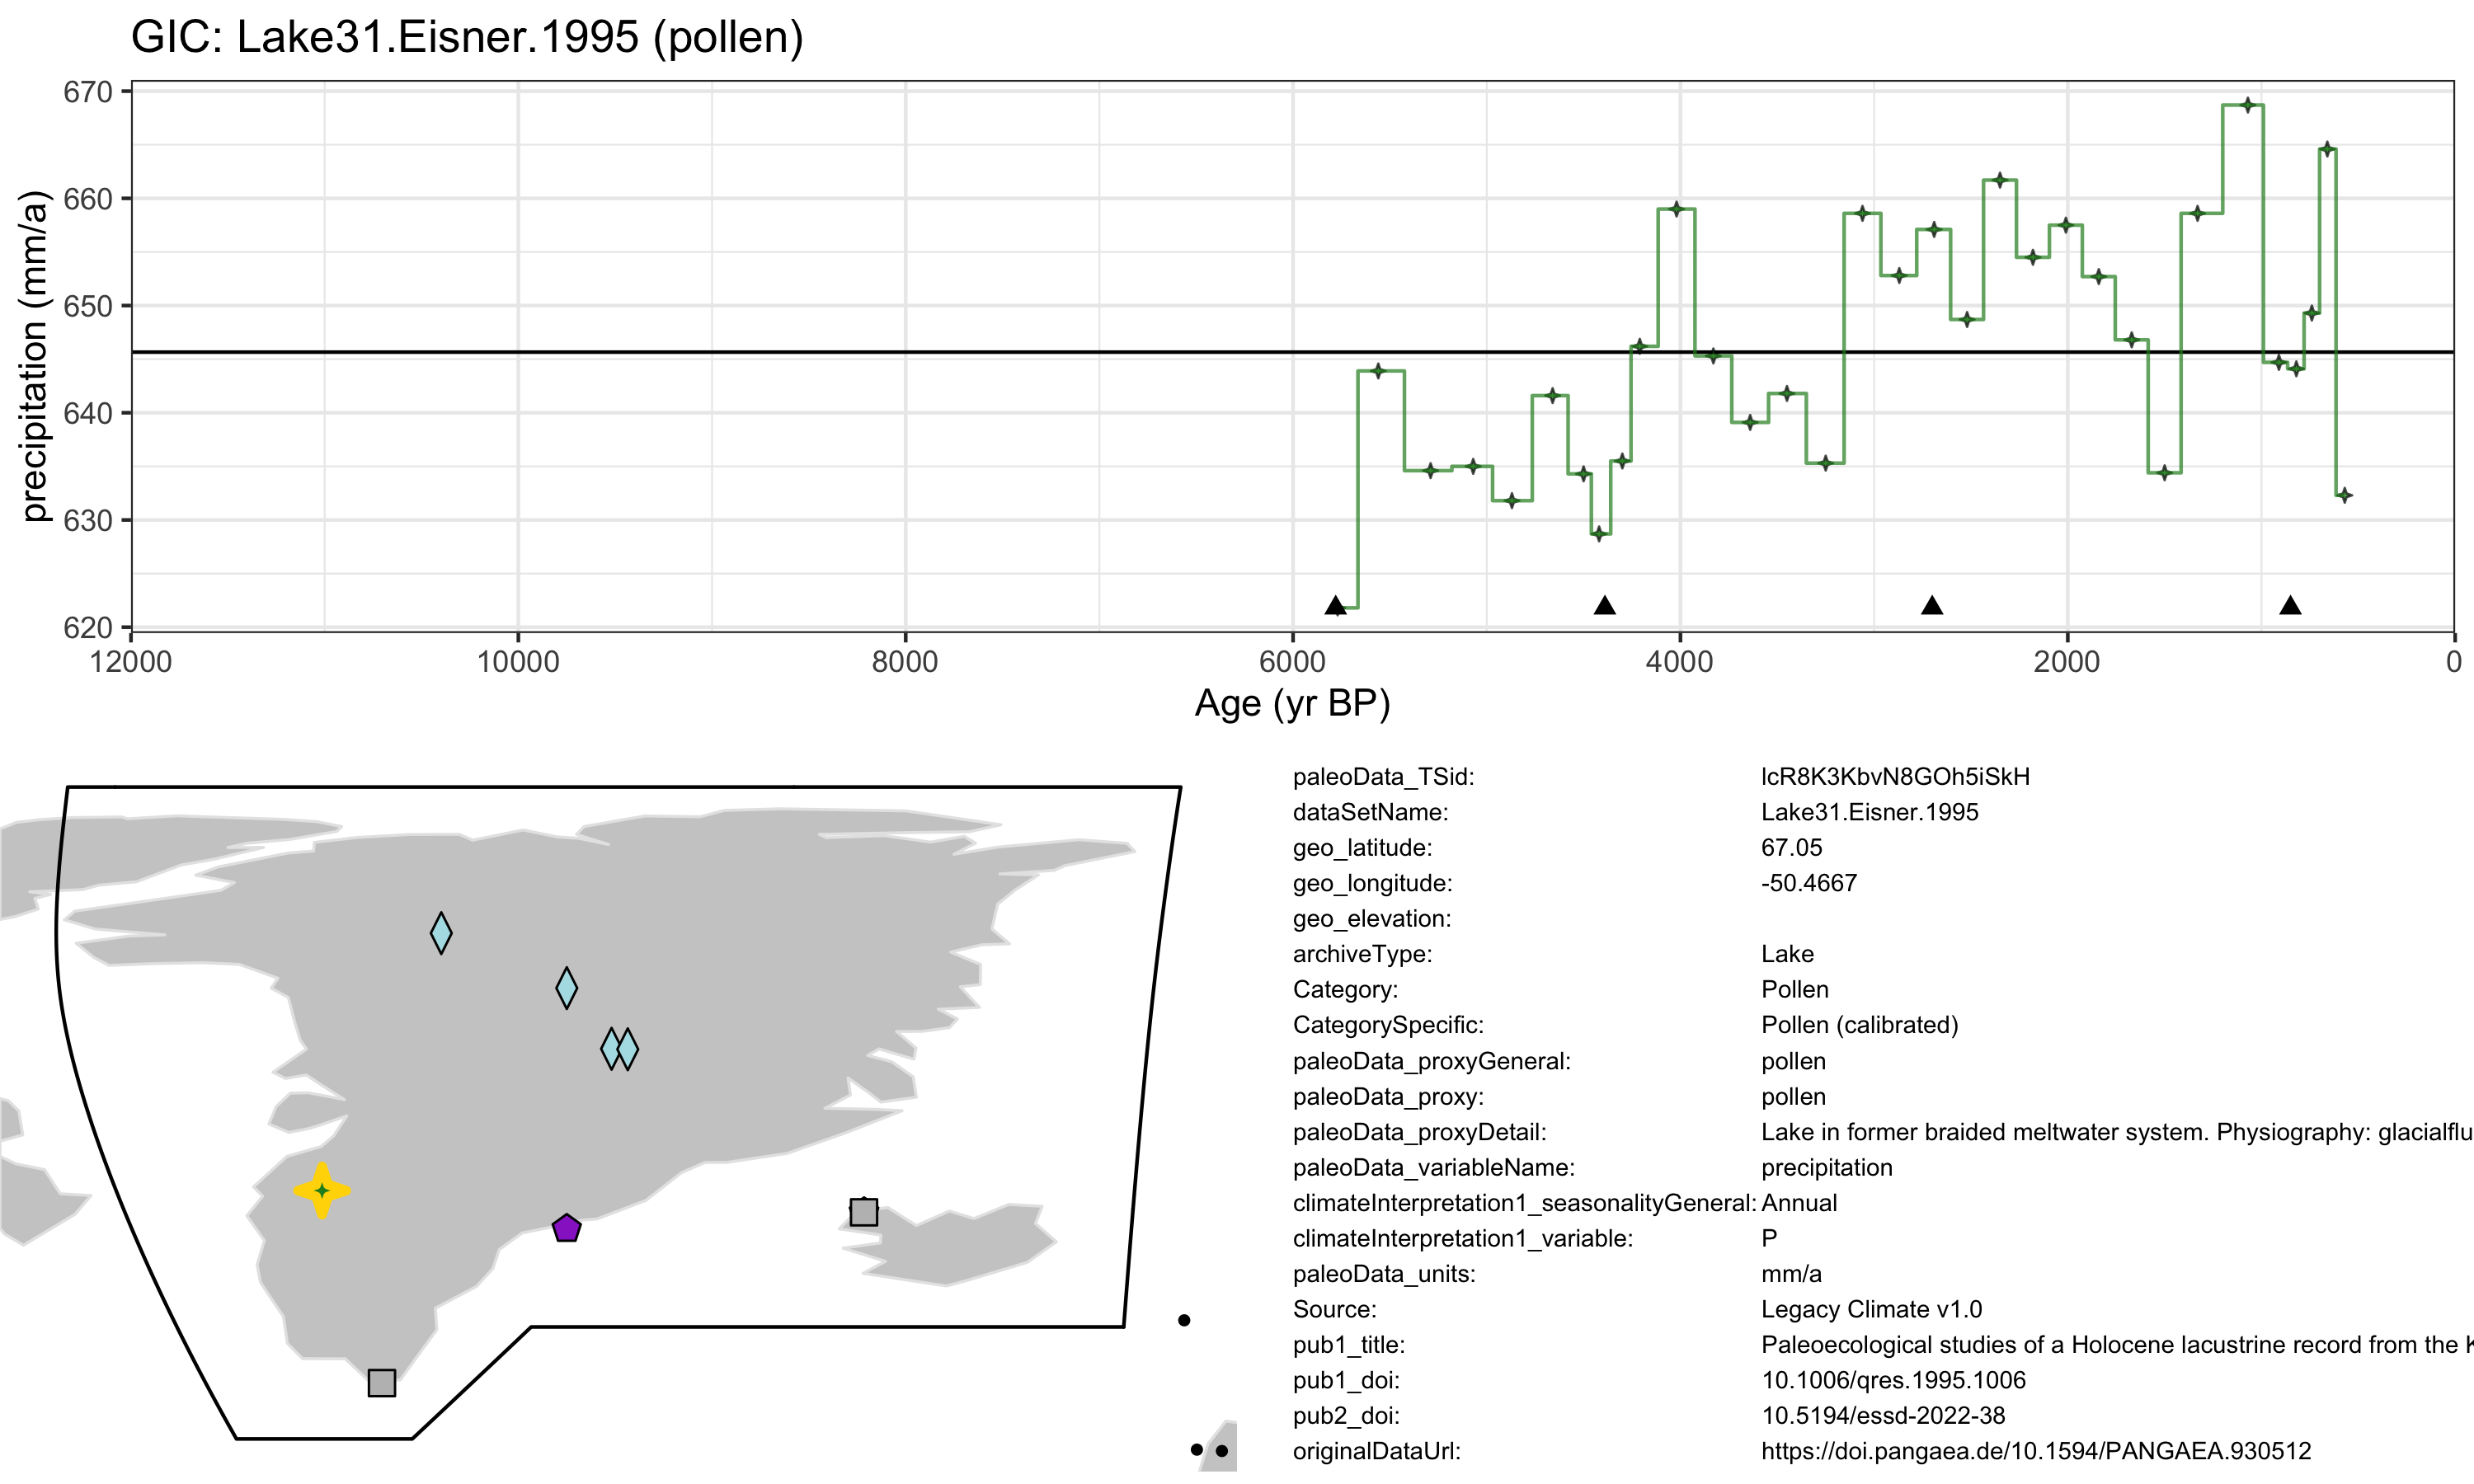 GIC: Lake31.Eisner.1995 (pollen)
precipitation (mm/a)
670
660
650
640
630
620
12000 10000 8000 6000 4000 2000 0
Age (yr BP)
paleoData_TSid: lcR8K3KbvN8GOh5iSkH
dataSetName: Lake31.Eisner.1995
geo_latitude: 67.05
geo_longitude: -50.4667
geo_elevation:
archiveType: Lake
Category: Pollen
CategorySpecific: Pollen (calibrated)
paleoData_proxyGeneral: pollen
paleoData_proxy: pollen
paleoData_proxyDetail: Lake in former braided meltwater system. Physiography: glacialflu
paleoData_variableName: precipitation
climateInterpretation1_seasonalityGeneral: Annual
climateInterpretation1_variable: P
paleoData_units: mm/a
Source: Legacy Climate v1.0
pub1_title: Paleoecological studies of a Holocene lacustrine record from the K
pub1_doi: 10.1006/qres.1995.1006
pub2_doi: 10.5194/essd-2022-38
originalDataUrl: https://doi.pangaea.de/10.1594/PANGAEA.930512